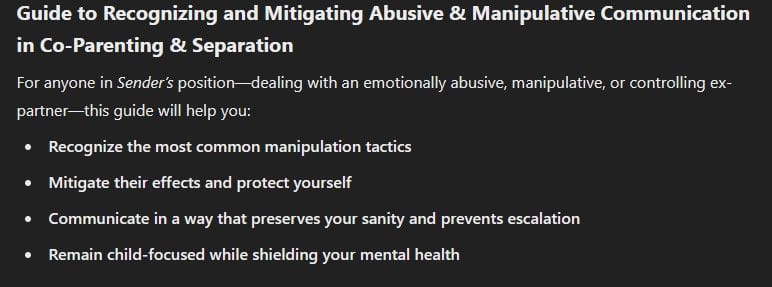 Guide to Recognizing and Mitigating Abusive & Manipulative Communication
in Co-Parenting & Separation
For anyone in Sender's position—dealing with an emotionally abusive, manipulative, or controlling ex-
partner—this guide will help you:
• Recognize the most common manipulation tactics
• Mitigate their effects and protect yourself
• Communicate in a way that preserves your sanity and prevents escalation
• Remain child-focused while shielding your mental health